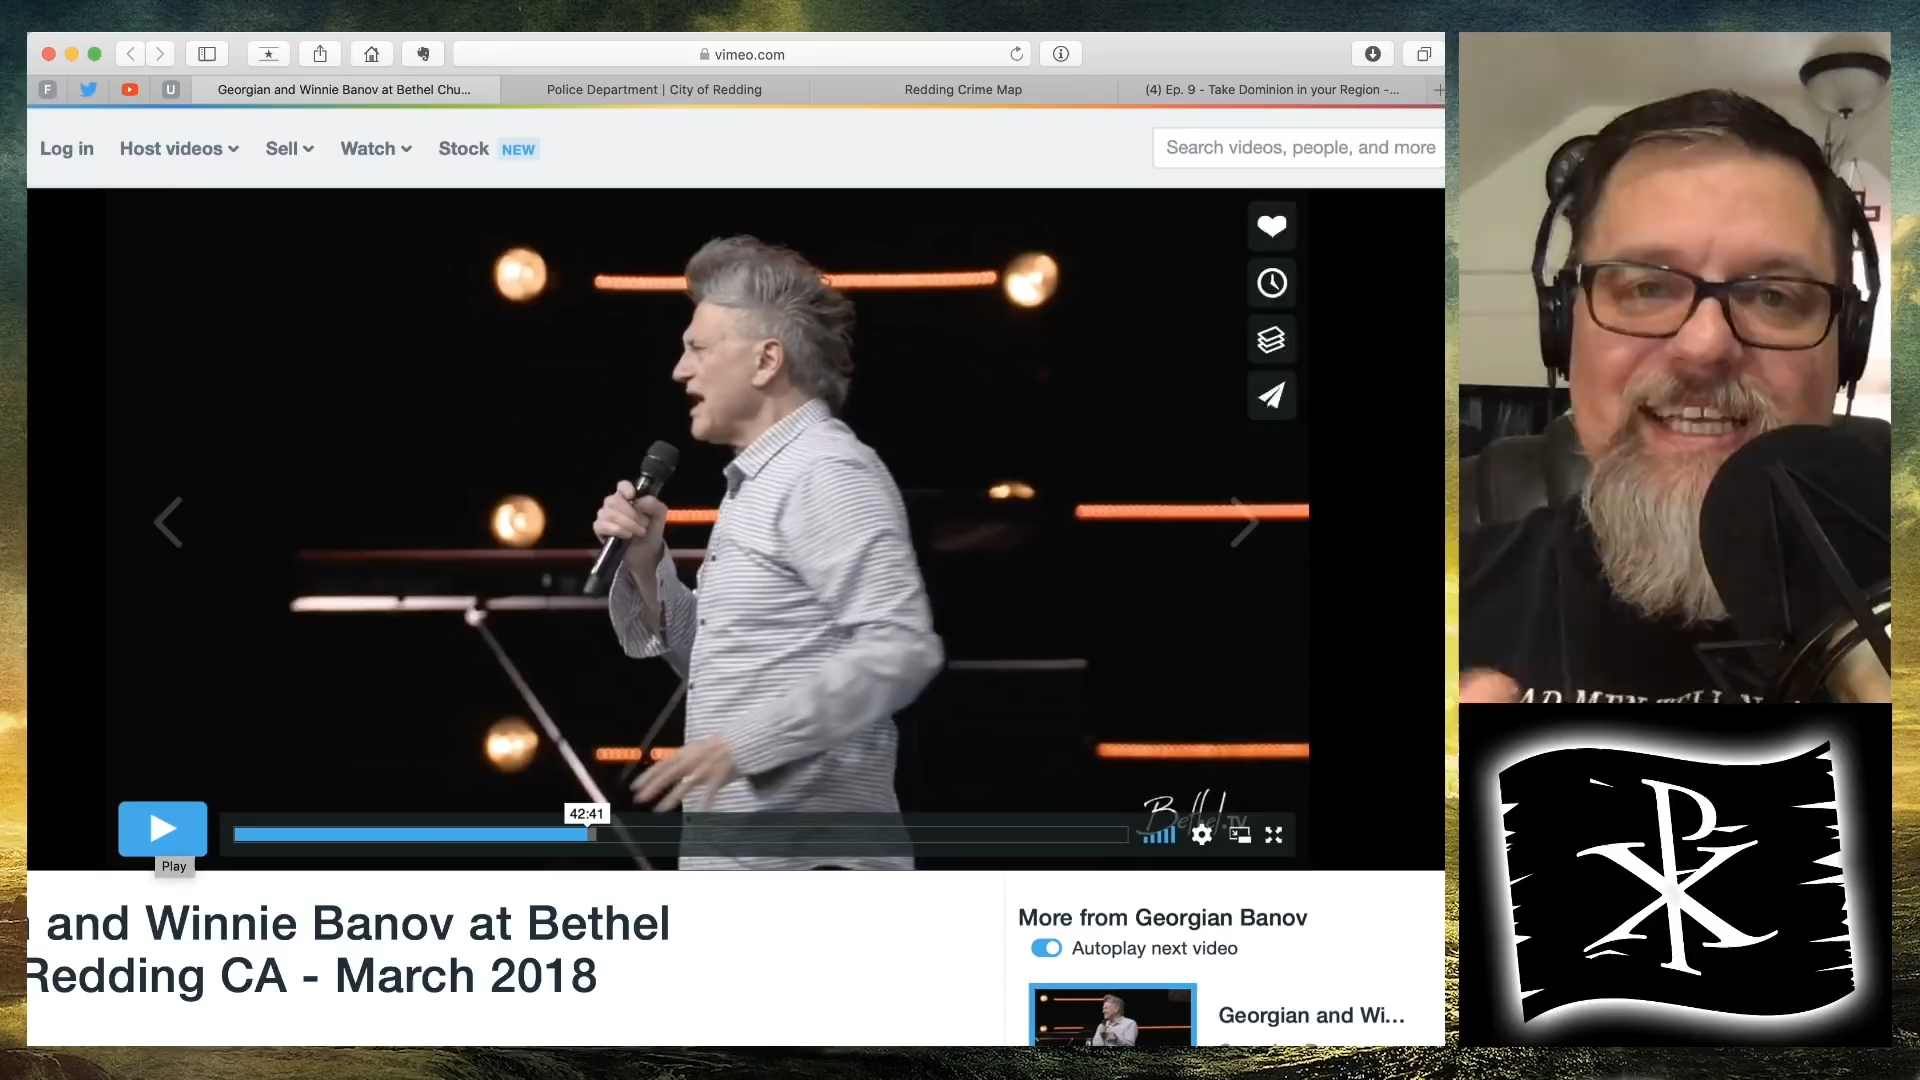 vimeo.com
F
U
Georgian and Winnie Banov at Bethel Chu...
Police Department | City of Redding
Redding Crime Map
(4) Ep. 9 - Take Dominion in your Region -...
Log in
Host videos
Sell
Watch
Stock NEW
Search videos, people, and more
42:41
Bethel.TV
Play
and Winnie Banov at Bethel
Redding CA - March 2018
More from Georgian Banov
Autoplay next video
Georgian and Wi...